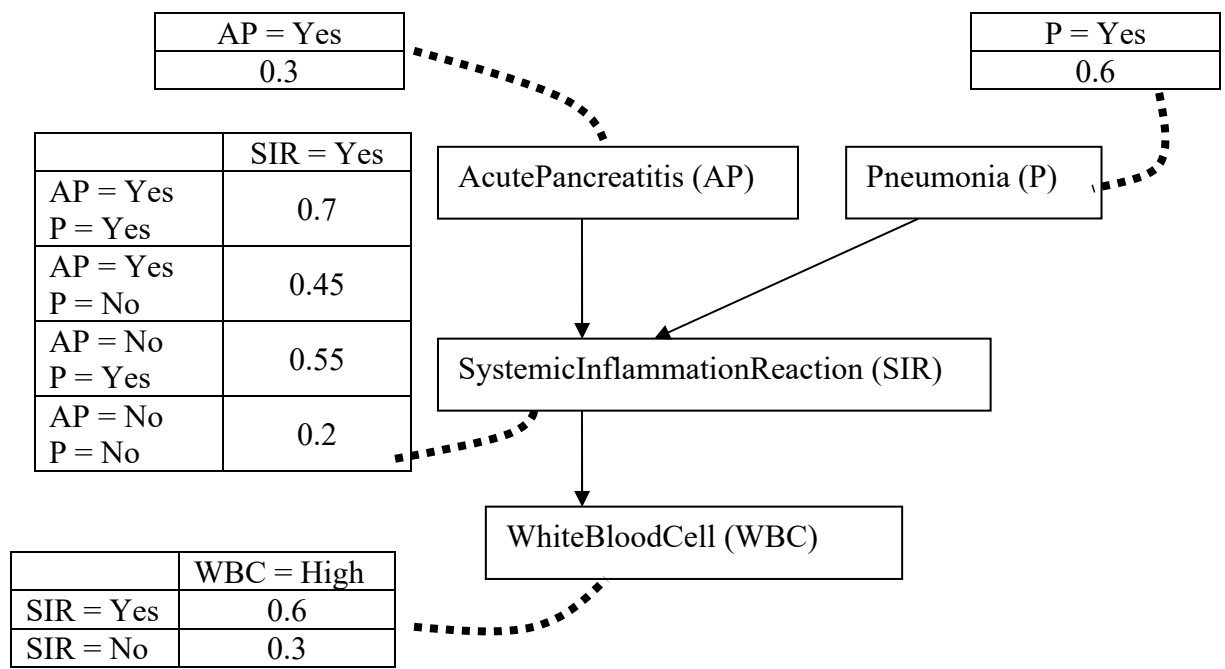 AP = Yes
0.3
P = Yes
0.6
SIR = Yes
AP = Yes
P = Yes
0.7
AP = Yes
P = No
0.45
AP = No
P = Yes
0.55
AP = No
P = No
0.2
AcutePancreatitis (AP)
Pneumonia (P)
SystemicInflammationReaction (SIR)
WhiteBloodCell (WBC)
WBC = High
SIR = Yes 0.6
SIR = No 0.3